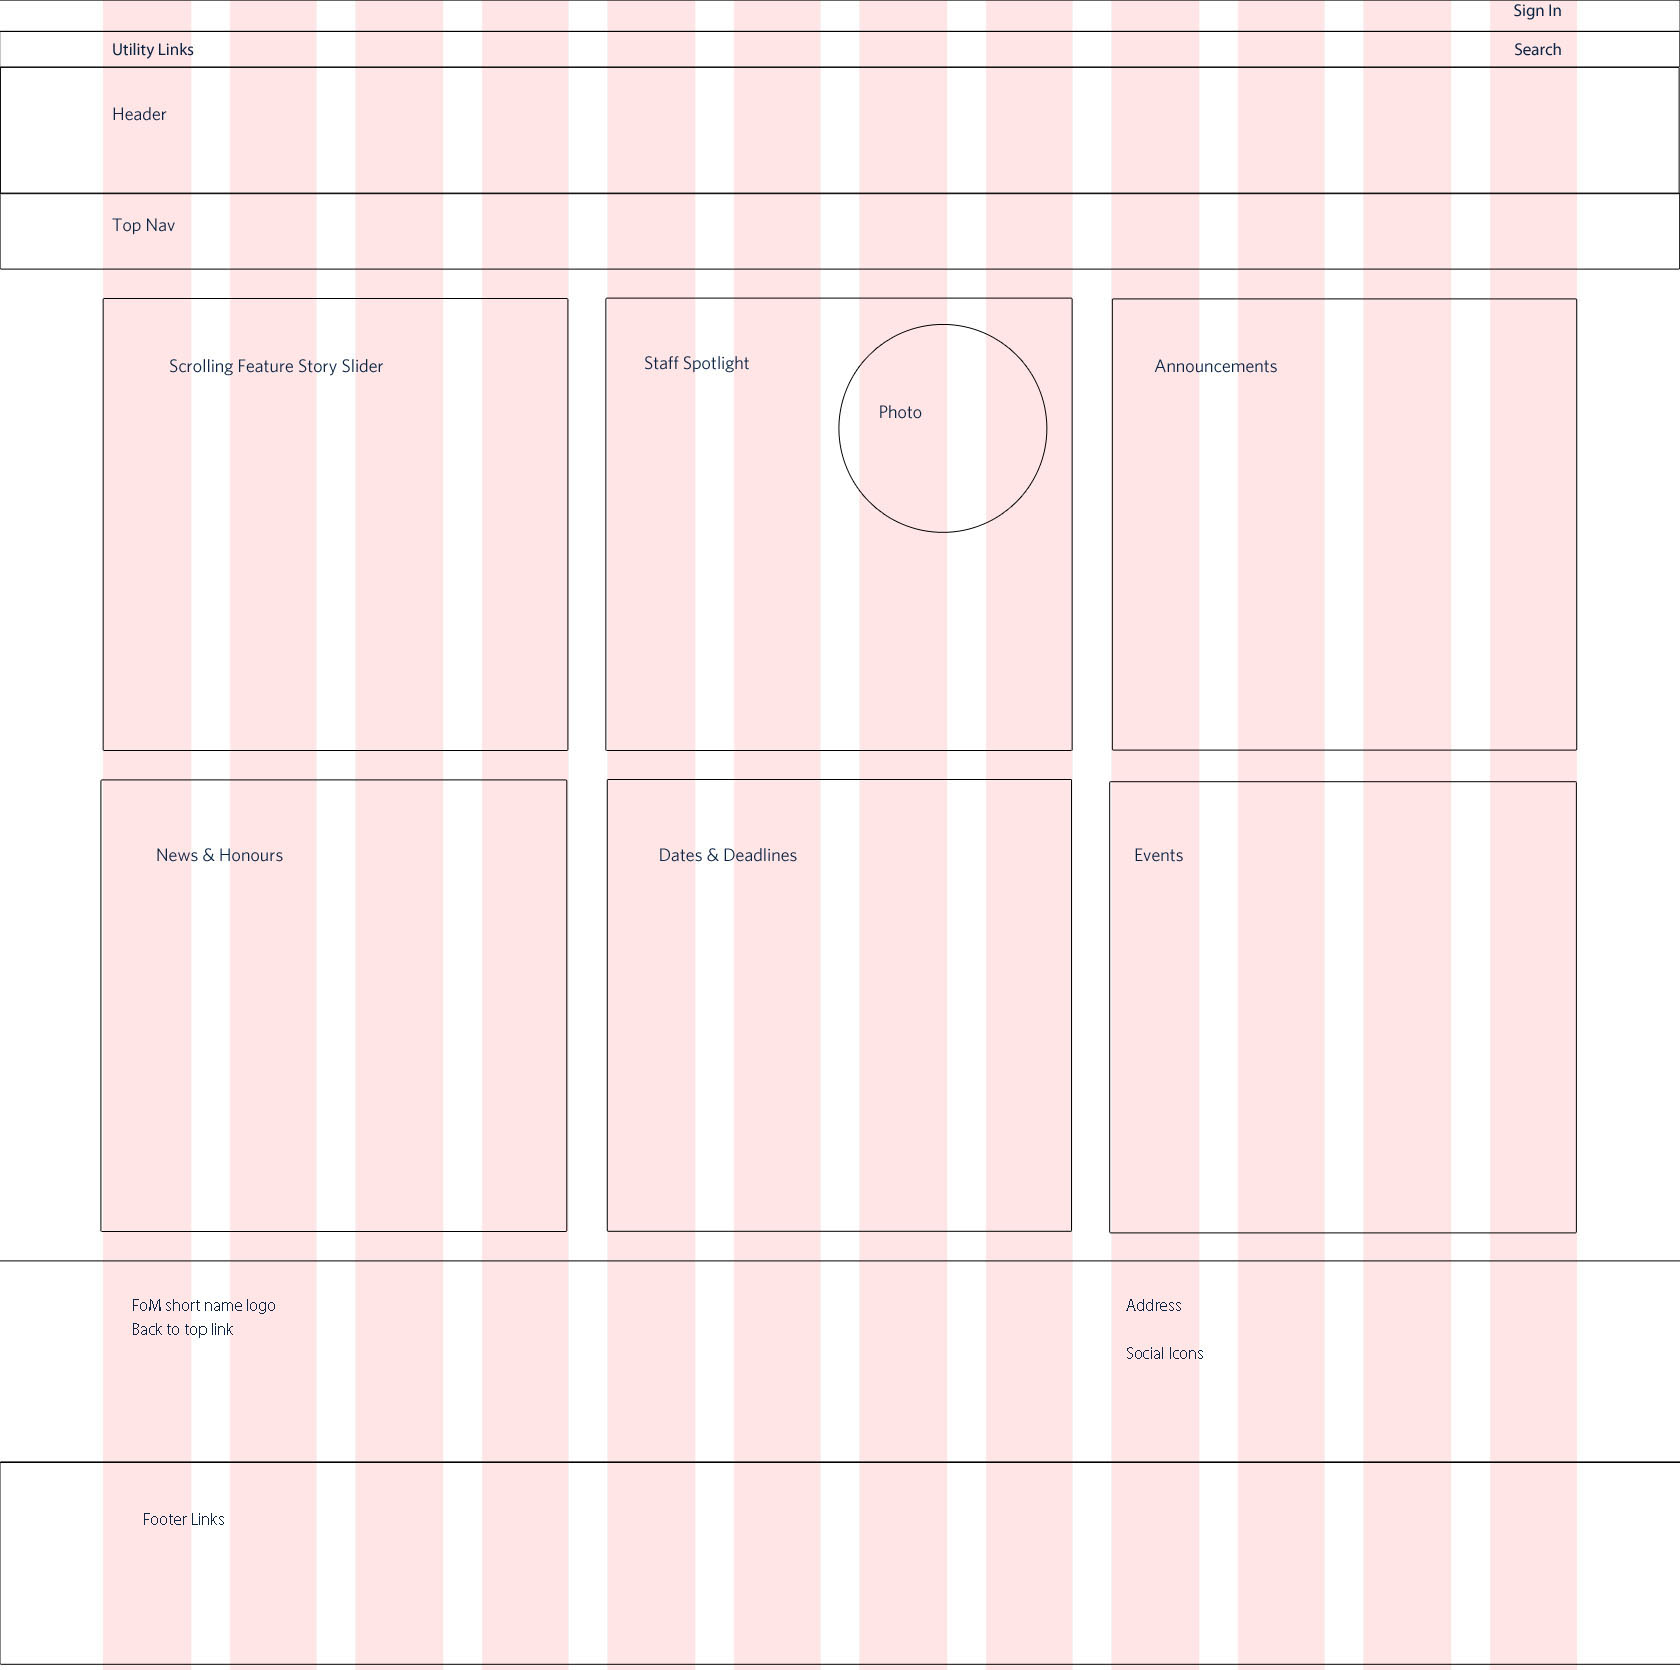 Sign In
Utility Links
Search
Header
Top Nav
Scrolling Feature Story Slider
Staff Spotlight
Photo
Announcements
News & Honours
Dates & Deadlines
Events
FoM short name logo
Back to top link
Address
Social Icons
Footer Links